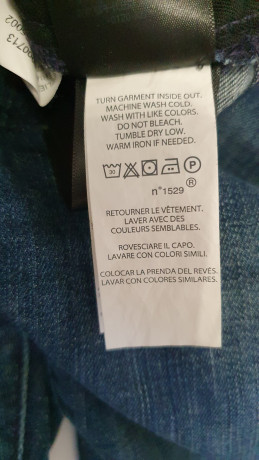 TURN GARMENT INSIDE OUT.
MACHINE WASH COLD.
WASH WITH LIKE COLORS.
DO NOT BLEACH.
TUMBLE DRY LOW.
WARM IRON IF NEEDED.
30 P
n°1529 ®
RETOURNER LE VÊTEMENT.
LAVER AVEC DES
COULEURS SEMBLABLES.
ROVESCIARE IL CAPO.
LAVARE CON COLORI SIMILI.
COLOCAR LA PRENDA DEL REVÉS.
LAVAR CON COLORES SIMILARES.